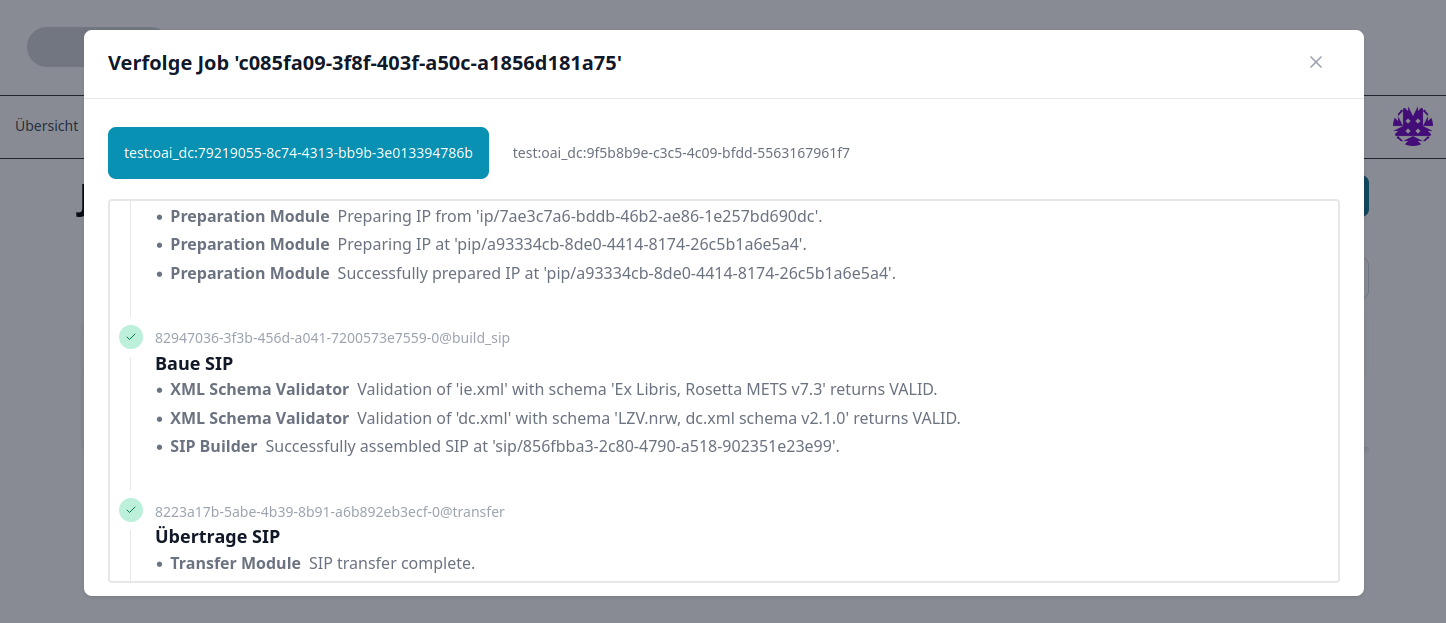 Verfolge Job 'c085fa09-3f8f-403f-a50c-a1856d181a75'
Übersicht
test:oai_dc:79219055-8c74-4313-bb9b-3e013394786b test:oai_dc:9f5b8b9e-c3c5-4c09-bfdd-5563167961f7
• Preparation Module Preparing IP from 'ip/7ae3c7a6-bddb-46b2-ae86-1e257bd690dc'.
• Preparation Module Preparing IP at 'pip/a93334cb-8de0-4414-8174-26c5b1a6e5a4'.
• Preparation Module Successfully prepared IP at 'pip/a93334cb-8de0-4414-8174-26c5b1a6e5a4'.
82947036-3f3b-456d-a041-7200573e7559-0@build_sip
Baue SIP
• XML Schema Validator Validation of 'ie.xml' with schema 'Ex Libris, Rosetta METS v7.3' returns VALID.
• XML Schema Validator Validation of 'dc.xml' with schema 'LZV.nrw, dc.xml schema v2.1.0' returns VALID.
• SIP Builder Successfully assembled SIP at 'sip/856fbba3-2c80-4790-a518-902351e23e99'.
8223a17b-5abe-4b39-8b91-a6b892eb3ecf-0@transfer
Übertrage SIP
• Transfer Module SIP transfer complete.